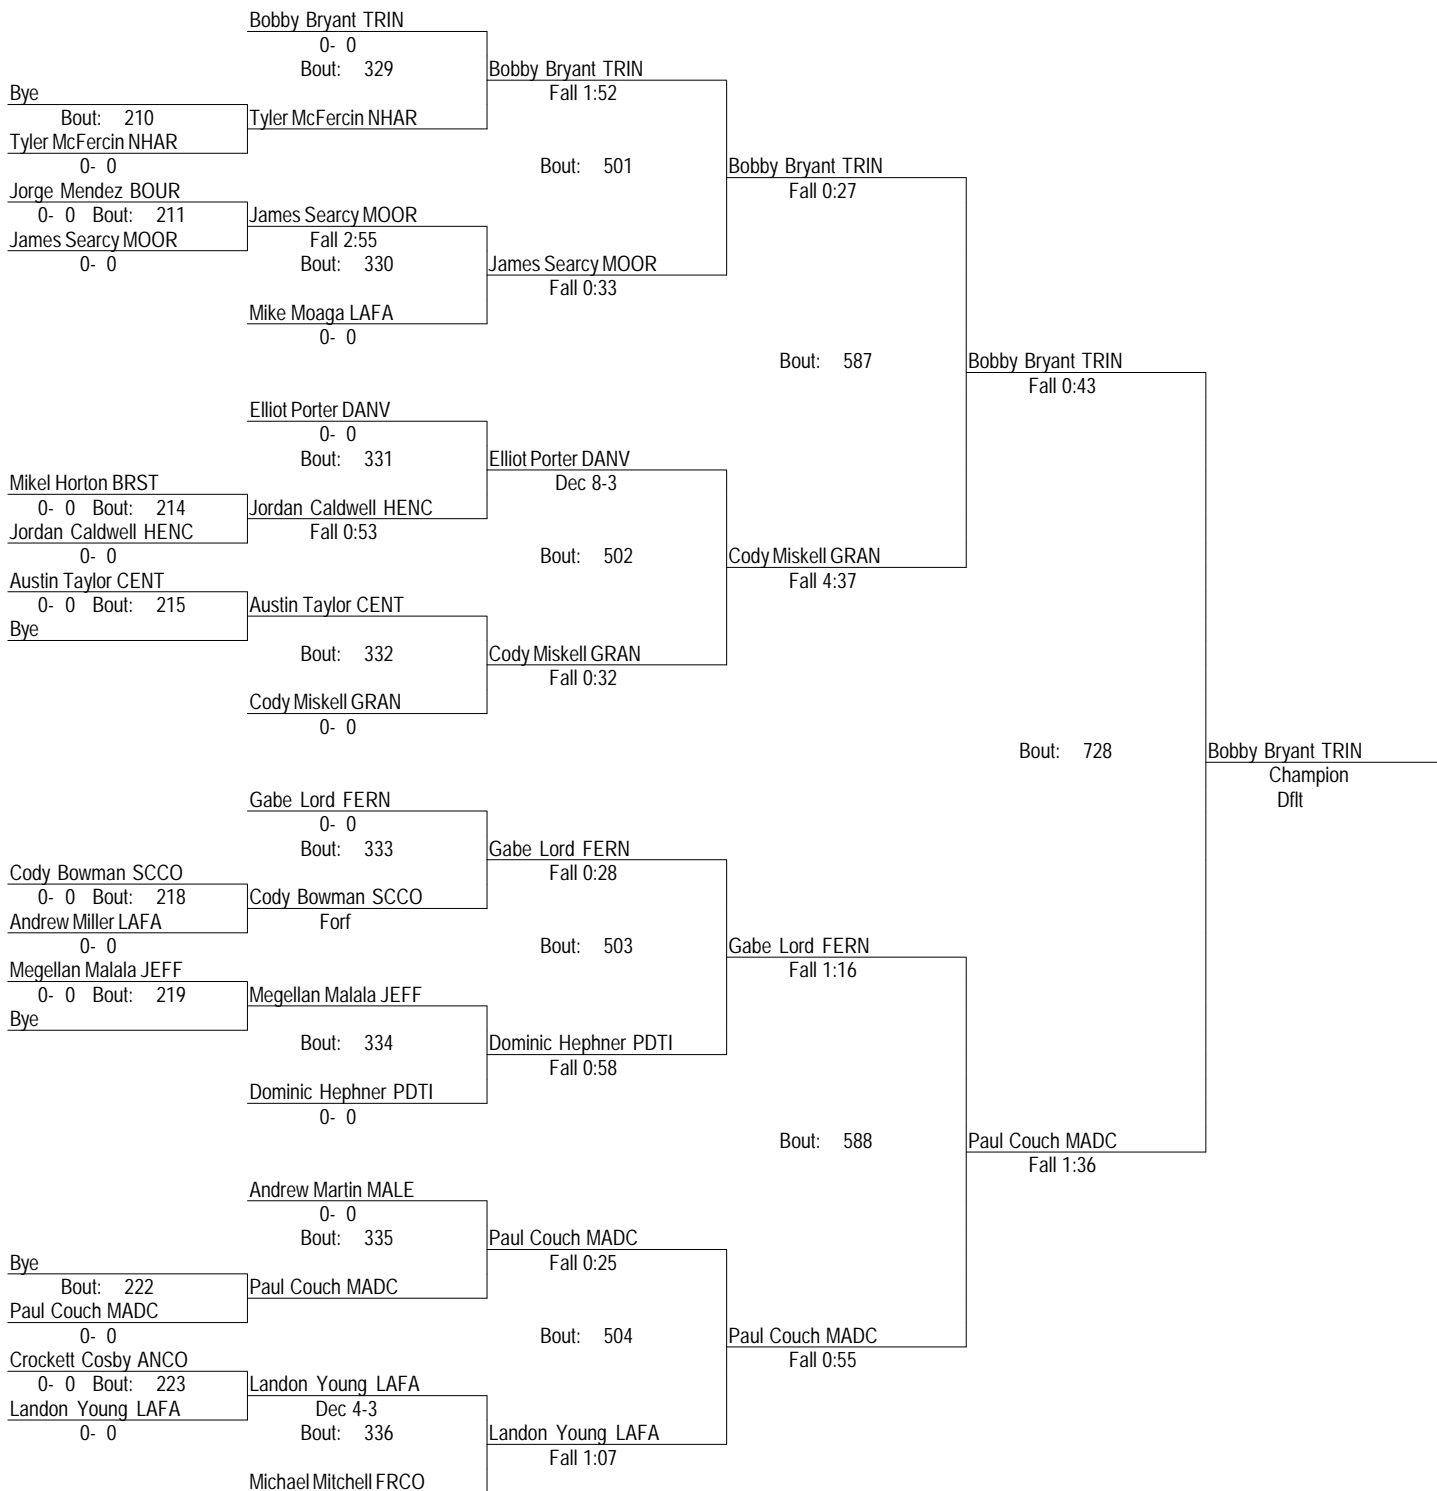 Bobby Bryant TRIN
0- 0
Bout: 329
Bobby Bryant TRIN
Fall 1:52
Bye
Bout: 210
Tyler McFercin NHAR
Tyler McFercin NHAR
0- 0
Bout: 501
Bobby Bryant TRIN
Fall 0:27
Jorge Mendez BOUR
0- 0 Bout: 211
James Searcy MOOR
James Searcy MOOR
Fall 2:55
0- 0
Bout: 330
James Searcy MOOR
Fall 0:33
Mike Moaga LAFA
0- 0
Bout: 587
Bobby Bryant TRIN
Fall 0:43
Elliot Porter DANV
0- 0
Bout: 331
Elliot Porter DANV
Dec 8-3
Mikel Horton BRST
0- 0 Bout: 214
Jordan Caldwell HENC
Jordan Caldwell HENC
Fall 0:53
0- 0
Bout: 502
Cody Miskell GRAN
Fall 4:37
Austin Taylor CENT
0- 0 Bout: 215
Austin Taylor CENT
Bye
Bout: 332
Cody Miskell GRAN
Fall 0:32
Cody Miskell GRAN
0- 0
Bout: 728
Bobby Bryant TRIN
Champion
Dflt
Gabe Lord FERN
0- 0
Bout: 333
Gabe Lord FERN
Fall 0:28
Cody Bowman SCCO
0- 0 Bout: 218
Cody Bowman SCCO
Andrew Miller LAFA
Forf
0- 0
Bout: 503
Gabe Lord FERN
Fall 1:16
Megellan Malala JEFF
0- 0 Bout: 219
Megellan Malala JEFF
Bye
Bout: 334
Dominic Hephner PDTI
Fall 0:58
Dominic Hephner PDTI
0- 0
Bout: 588
Paul Couch MADC
Fall 1:36
Andrew Martin MALE
0- 0
Bout: 335
Paul Couch MADC
Fall 0:25
Bye
Bout: 222
Paul Couch MADC
Paul Couch MADC
0- 0
Bout: 504
Paul Couch MADC
Fall 0:55
Crockett Cosby ANCO
0- 0 Bout: 223
Landon Young LAFA
Landon Young LAFA
Dec 4-3
0- 0
Bout: 336
Landon Young LAFA
Fall 1:07
Michael Mitchell FRCO